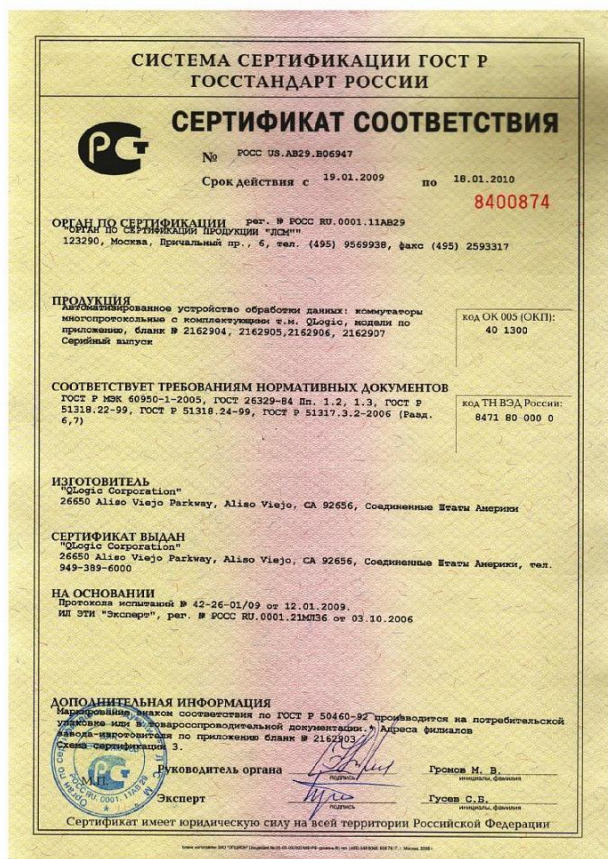 СИСТЕМА СЕРТИФИКАЦИИ ГОСТ Р
ГОССТАНДАРТ РОССИИ
СЕРТИФИКАТ СООТВЕТСТВИЯ
№ РОСС US.АВ29.В06947
Срок действия с 19.01.2009 по 18.01.2010
8400874
ОРГАН ПО СЕРТИФИКАЦИИ рег. № РОСС RU.0001.11АВ29
"ОРГАН ПО СЕРТИФИКАЦИИ ПРОДУКЦИИ "ЛСМ""
123290, Москва, Причальный пр., 6, тел. (495) 9569938, факс (495) 2593317
ПРОДУКЦИЯ
Автоматизированное устройство обработки данных: коммутаторы
многопротокольные с комплектующими т.м. QLogic, модели по
приложению, бланк № 2162904, 2162905,2162906, 2162907
Серийный выпуск
код ОК 005 (ОКП):
40 1300
СООТВЕТСТВУЕТ ТРЕБОВАНИЯМ НОРМАТИВНЫХ ДОКУМЕНТОВ
ГОСТ Р МЭК 60950-1-2005, ГОСТ 26329-84 Пп. 1.2, 1.3, ГОСТ Р
51318.22-99, ГОСТ Р 51318.24-99, ГОСТ Р 51317.3.2-2006 (Разд.
6,7)
код ТН ВЭД России:
8471 80 000 0
ИЗГОТОВИТЕЛЬ
"QLogic Corporation"
26650 Aliso Viejo Parkway, Aliso Viejo, CA 92656, Соединенные Штаты Америки
СЕРТИФИКАТ ВЫДАН
"QLogic Corporation"
26650 Aliso Viejo Parkway, Aliso Viejo, CA 92656, Соединенные Штаты Америки, тел.
949-389-6000
НА ОСНОВАНИИ
Протокола испытаний № 42-26-01/09 от 12.01.2009.
ИЛ ЭТИ "Эксперт", рег. № РОСС RU.0001.21МЛ36 от 03.10.2006
ДОПОЛНИТЕЛЬНАЯ ИНФОРМАЦИЯ
Маркирование знаком соответствия по ГОСТ Р 50460-92 производится на потребительской
упаковке или в товаросопроводительной документации. Адреса филиалов
завода-изготовителя по приложению бланк № 2162903
Схема сертификации 3.
М.П.
Руководитель органа
подпись
Громов М. В.
инициалы, фамилия
Эксперт
подпись
Гусев С.Б.
инициалы, фамилия
Сертификат имеет юридическую силу на всей территории Российской Федерации